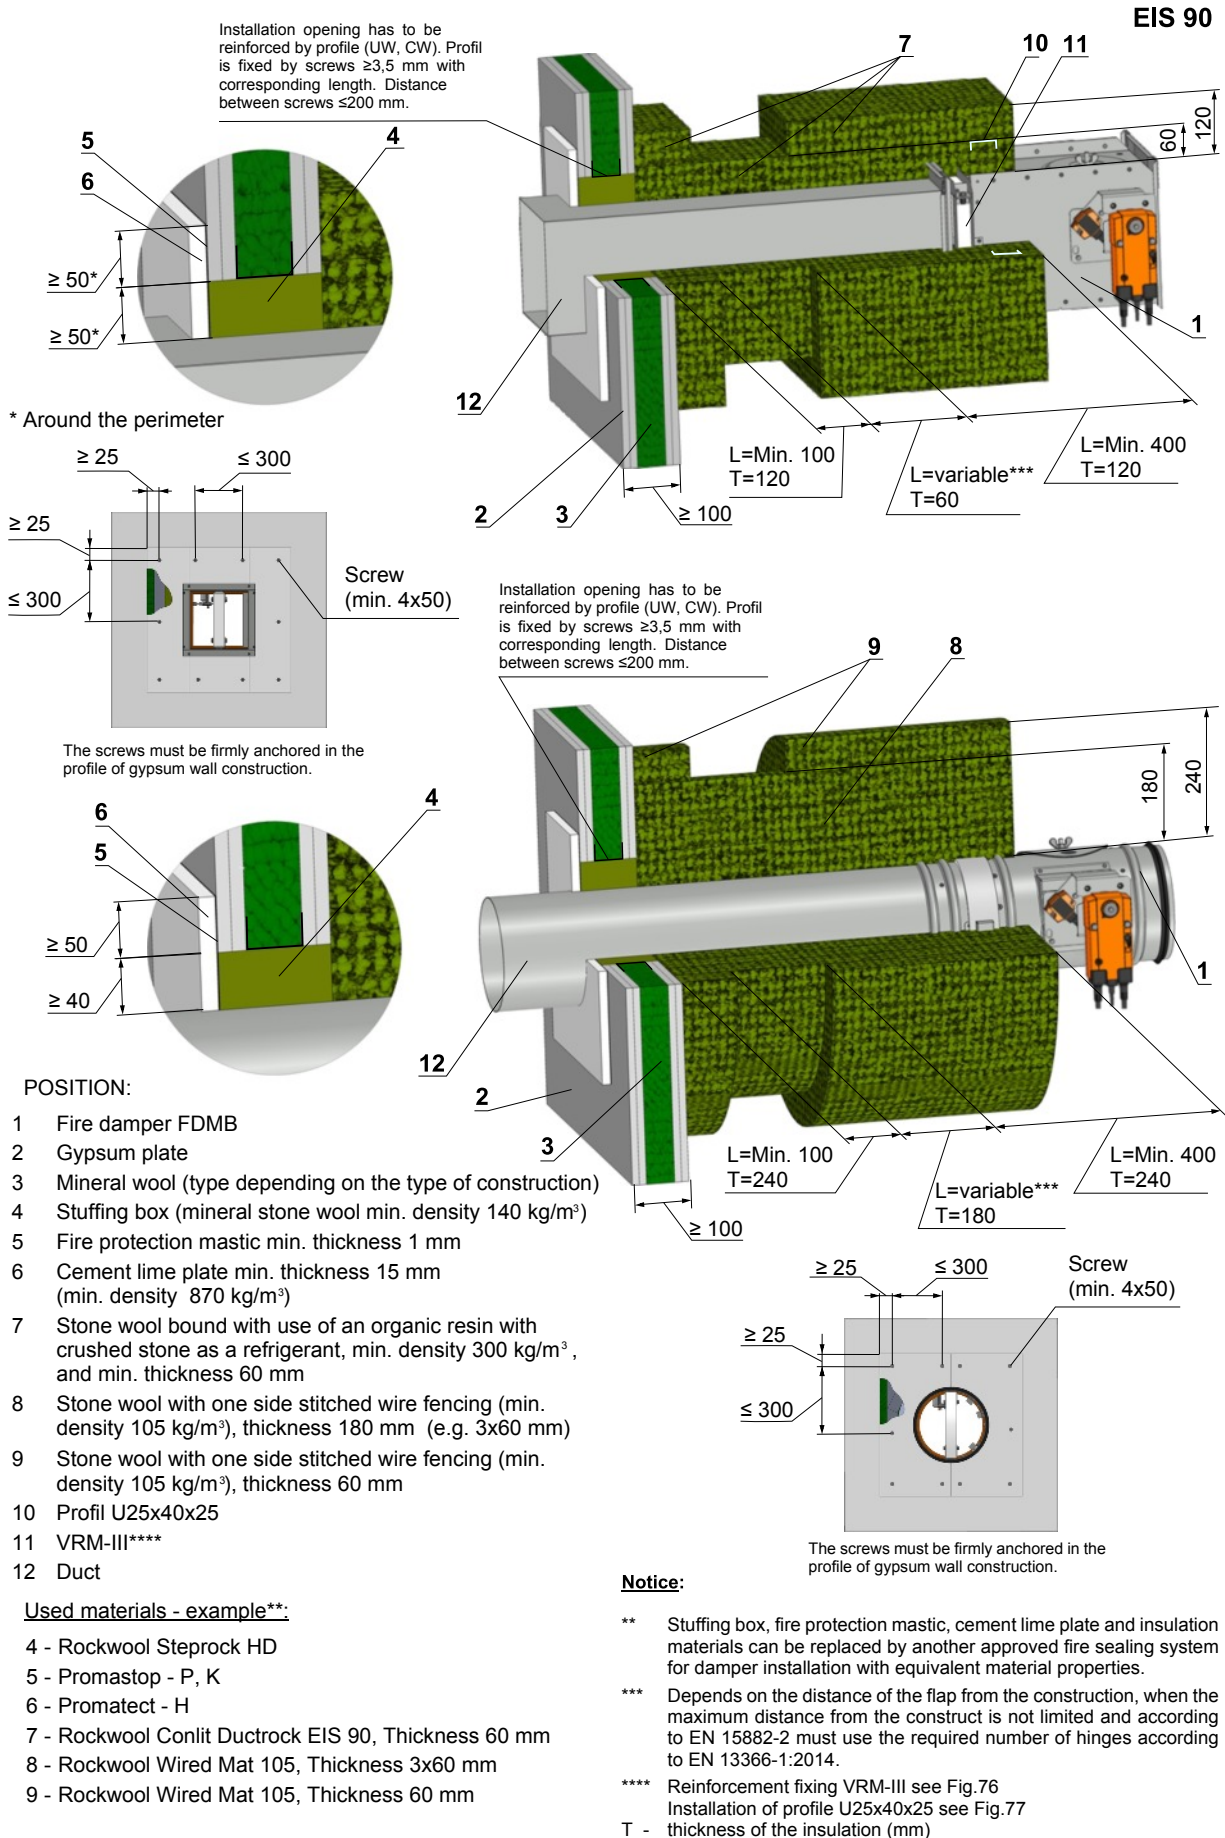 EIS 90
Installation opening has to be
reinforced by profile (UW, CW). Profil
is fixed by screws ≥3,5 mm with
corresponding length. Distance
between screws ≤200 mm.
7
10
11
120
60
5
4
6
≥ 50*
≥ 50*
1
12
* Around the perimeter
L=Min. 100
T=120
L=variable***
T=60
L=Min. 400
T=120
2
3
≥ 100
≥ 25
≤ 300
≥ 25
≤ 300
Screw
(min. 4x50)
The screws must be firmly anchored in the
profile of gypsum wall construction.
Installation opening has to be
reinforced by profile (UW, CW). Profil
is fixed by screws ≥3,5 mm with
corresponding length. Distance
between screws ≤200 mm.
9
8
180
240
6
4
5
≥ 50
≥ 40
1
12
2
3
L=Min. 100
T=240
L=variable***
T=180
L=Min. 400
T=240
≥ 100
POSITION:
1 Fire damper FDMB
2 Gypsum plate
3 Mineral wool (type depending on the type of construction)
4 Stuffing box (mineral stone wool min. density 140 kg/m³)
5 Fire protection mastic min. thickness 1 mm
6 Cement lime plate min. thickness 15 mm
(min. density 870 kg/m³)
7 Stone wool bound with use of an organic resin with
crushed stone as a refrigerant, min. density 300 kg/m³ ,
and min. thickness 60 mm
8 Stone wool with one side stitched wire fencing (min.
density 105 kg/m³), thickness 180 mm (e.g. 3x60 mm)
9 Stone wool with one side stitched wire fencing (min.
density 105 kg/m³), thickness 60 mm
10 Profil U25x40x25
11 VRM-III****
12 Duct
Used materials - example**:
4 - Rockwool Steprock HD
5 - Promastop - P, K
6 - Promatect - H
7 - Rockwool Conlit Ductrock EIS 90, Thickness 60 mm
8 - Rockwool Wired Mat 105, Thickness 3x60 mm
9 - Rockwool Wired Mat 105, Thickness 60 mm
≥ 25
≤ 300
≥ 25
≤ 300
Screw
(min. 4x50)
The screws must be firmly anchored in the
profile of gypsum wall construction.
Notice:
** Stuffing box, fire protection mastic, cement lime plate and insulation
materials can be replaced by another approved fire sealing system
for damper installation with equivalent material properties.
*** Depends on the distance of the flap from the construction, when the
maximum distance from the construct is not limited and according
to EN 15882-2 must use the required number of hinges according
to EN 13366-1:2014.
**** Reinforcement fixing VRM-III see Fig.76
Installation of profile U25x40x25 see Fig.77
T - thickness of the insulation (mm)